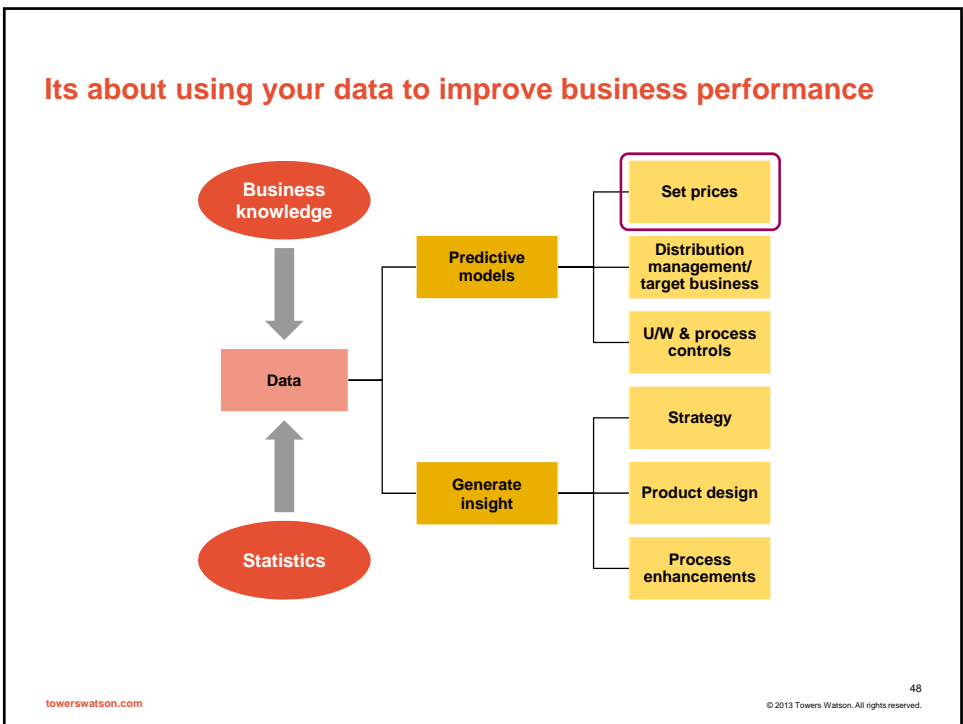 Its about using your data to improve business performance
Business
knowledge
Set prices
Predictive
models
Distribution
management/
target business
U/W & process
controls
Data
Strategy
Generate
insight
Product design
Statistics
Process
enhancements
48
towerswatson.com
© 2013 Towers Watson. All rights reserved.